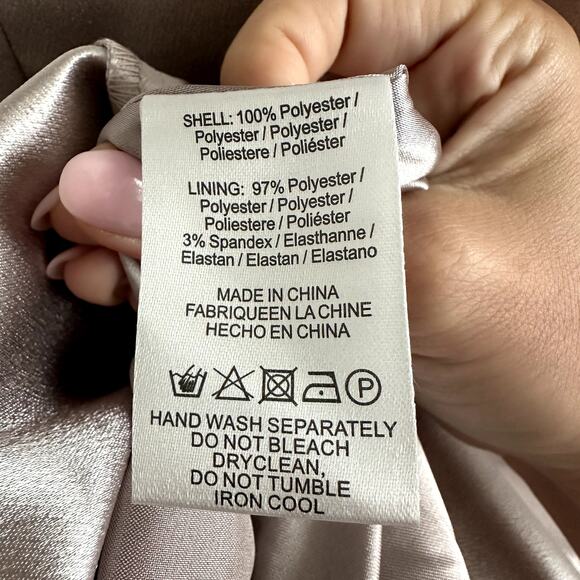 SHELL: 100% Polyester /
Polyester / Polyester /
Poliestere / Poliéster
LINING: 97% Polyester /
Polyester / Polyester /
Poliestere / Poliéster
3% Spandex / Elasthanne /
Elastan / Elastan / Elastano
MADE IN CHINA
FABRIQUEEN LA CHINE
HECHO EN CHINA
P
HAND WASH SEPARATELY
DO NOT BLEACH
DRYCLEAN,
DO NOT TUMBLE
IRON COOL